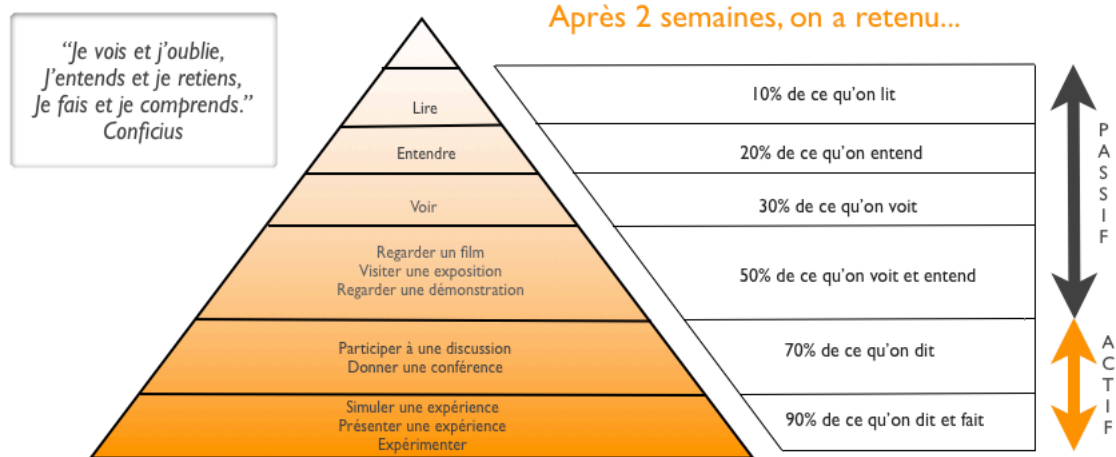 Après 2 semaines, on a retenu...
“Je vois et j’oublie,
J’entends et je retiens,
Je fais et je comprends.”
Conficius
Lire
10% de ce qu’on lit
Entendre
20% de ce qu’on entend
Voir
30% de ce qu’on voit
Regarder un film
Visiter une exposition
Regarder une démonstration
50% de ce qu’on voit et entend
Participer à une discussion
Donner une conférence
70% de ce qu’on dit
Simuler une expérience
Présenter une expérience
Expérimenter
90% de ce qu’on dit et fait
PASSIF
ACTIF